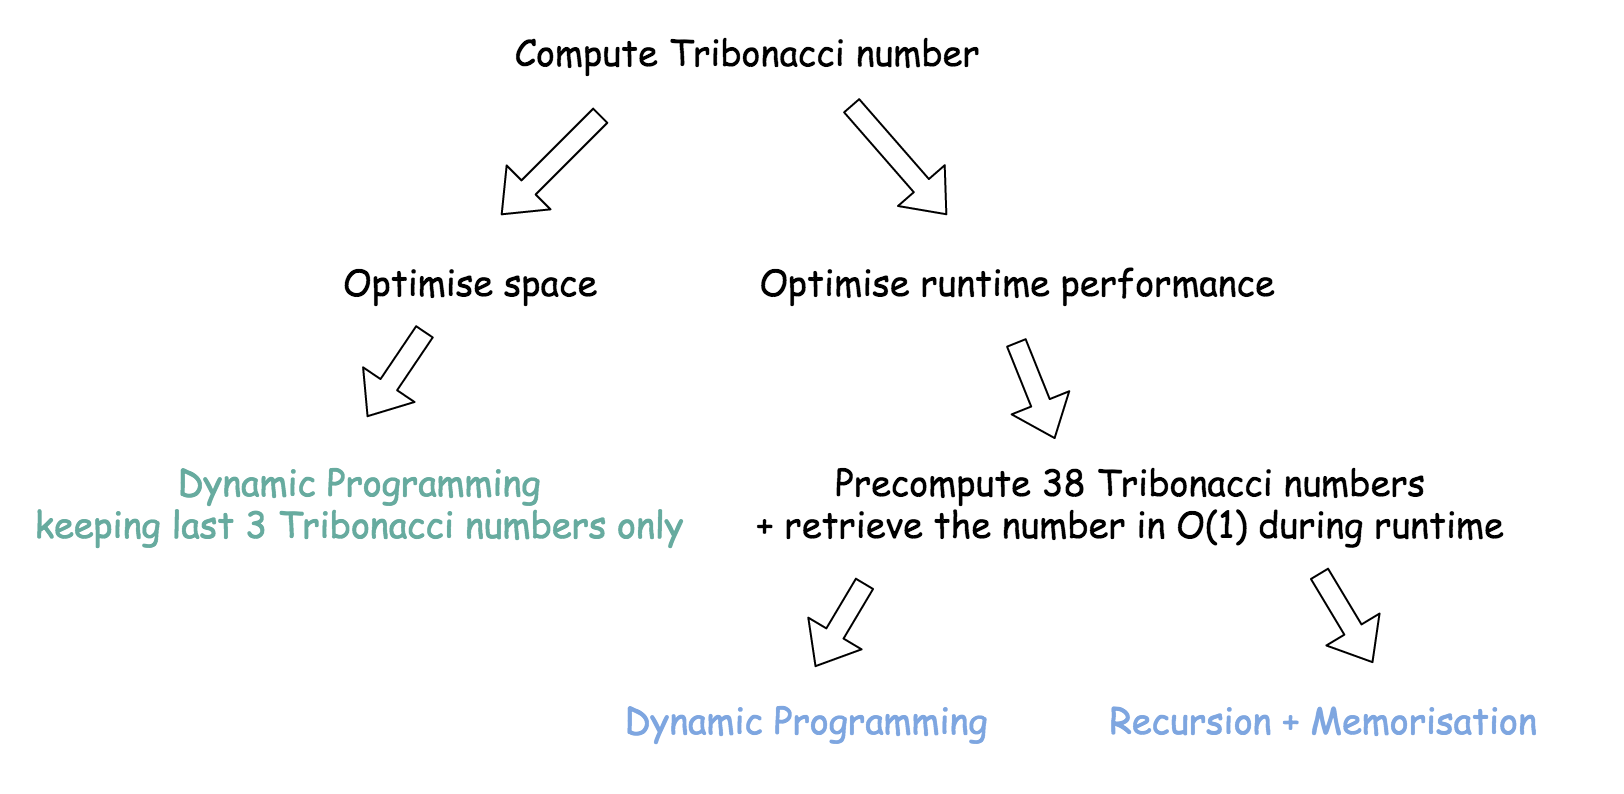 Compute Tribonacci number
Optimise space
Optimise runtime performance
Dynamic Programming
keeping last 3 Tribonacci numbers only
Precompute 38 Tribonacci numbers
+ retrieve the number in O(1) during runtime
Dynamic Programming
Recursion + Memorisation